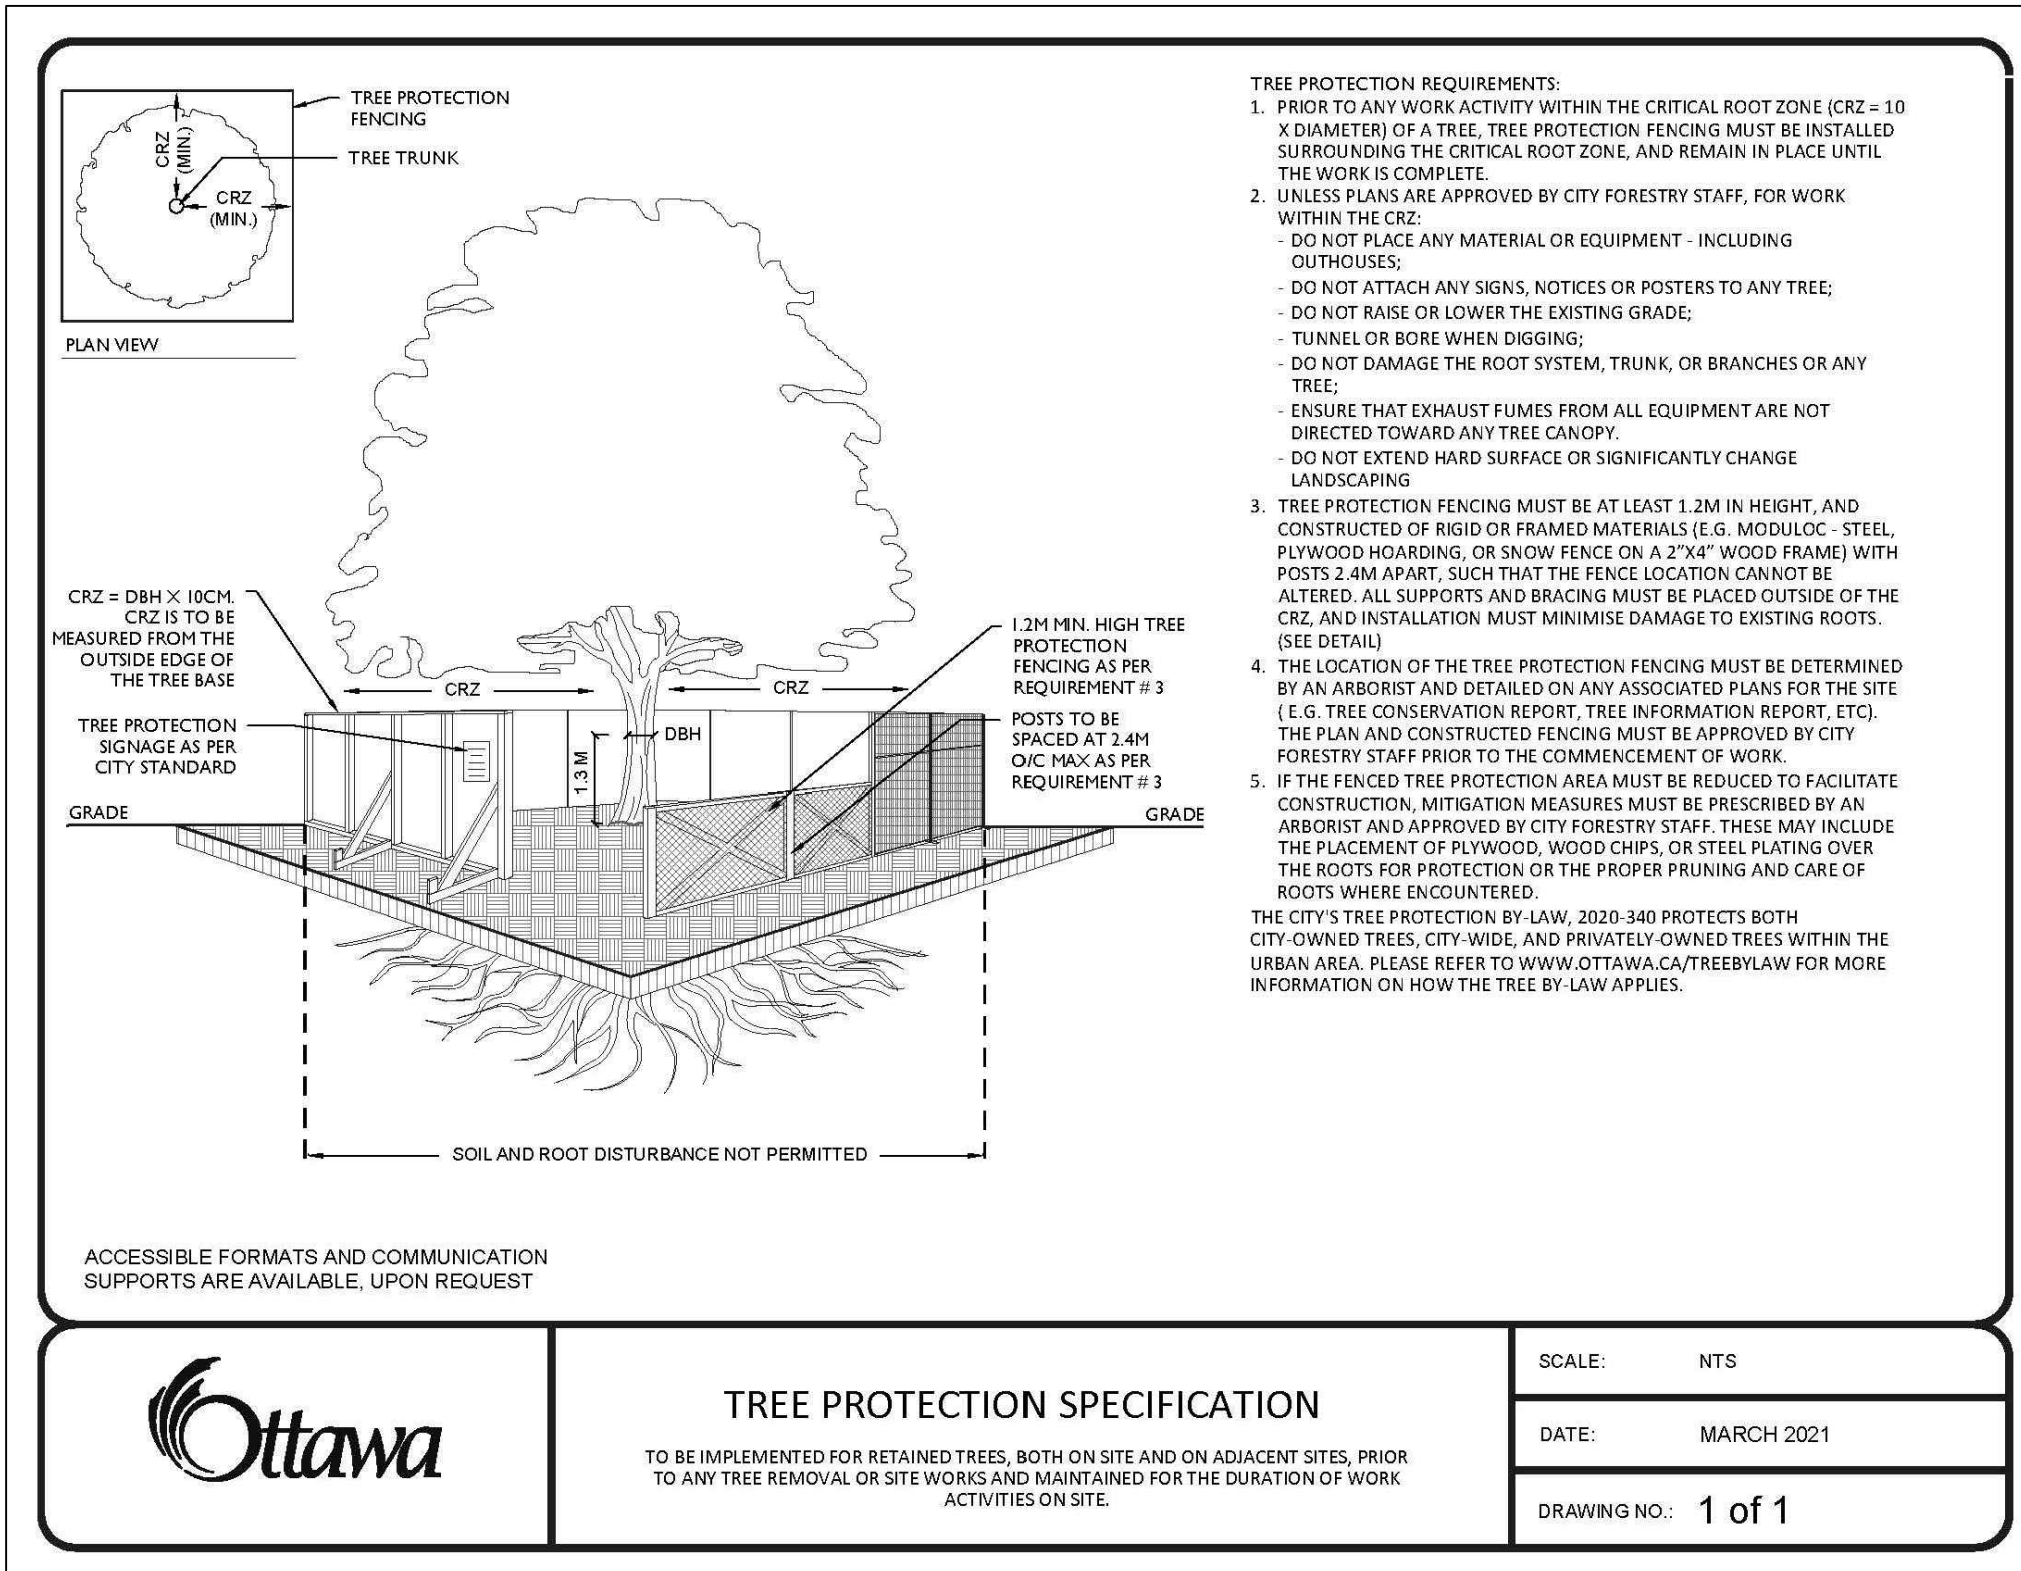 TREE PROTECTION
FENCING
TREE TRUNK
CRZ
(MIN.)
CRZ
(MIN.)
PLAN VIEW
CRZ = DBH X 10CM.
CRZ IS TO BE
MEASURED FROM THE
OUTSIDE EDGE OF
THE TREE BASE
TREE PROTECTION
SIGNAGE AS PER
CITY STANDARD
GRADE
CRZ
CRZ
DBH
1.3 M
1.2M MIN. HIGH TREE
PROTECTION
FENCING AS PER
REQUIREMENT # 3
POSTS TO BE
SPACED AT 2.4M
O/C MAX AS PER
REQUIREMENT # 3
GRADE
SOIL AND ROOT DISTURBANCE NOT PERMITTED
ACCESSIBLE FORMATS AND COMMUNICATION
SUPPORTS ARE AVAILABLE, UPON REQUEST
TREE PROTECTION REQUIREMENTS:
1. PRIOR TO ANY WORK ACTIVITY WITHIN THE CRITICAL ROOT ZONE (CRZ = 10
X DIAMETER) OF A TREE, TREE PROTECTION FENCING MUST BE INSTALLED
SURROUNDING THE CRITICAL ROOT ZONE, AND REMAIN IN PLACE UNTIL
THE WORK IS COMPLETE.
2. UNLESS PLANS ARE APPROVED BY CITY FORESTRY STAFF, FOR WORK
WITHIN THE CRZ:
- DO NOT PLACE ANY MATERIAL OR EQUIPMENT - INCLUDING
OUTHOUSES;
- DO NOT ATTACH ANY SIGNS, NOTICES OR POSTERS TO ANY TREE;
- DO NOT RAISE OR LOWER THE EXISTING GRADE;
- TUNNEL OR BORE WHEN DIGGING;
- DO NOT DAMAGE THE ROOT SYSTEM, TRUNK, OR BRANCHES OR ANY
TREE;
- ENSURE THAT EXHAUST FUMES FROM ALL EQUIPMENT ARE NOT
DIRECTED TOWARD ANY TREE CANOPY.
- DO NOT EXTEND HARD SURFACE OR SIGNIFICANTLY CHANGE
LANDSCAPING
3. TREE PROTECTION FENCING MUST BE AT LEAST 1.2M IN HEIGHT, AND
CONSTRUCTED OF RIGID OR FRAMED MATERIALS (E.G. MODULOC - STEEL,
PLYWOOD HOARDING, OR SNOW FENCE ON A 2"X4" WOOD FRAME) WITH
POSTS 2.4M APART, SUCH THAT THE FENCE LOCATION CANNOT BE
ALTERED. ALL SUPPORTS AND BRACING MUST BE PLACED OUTSIDE OF THE
CRZ, AND INSTALLATION MUST MINIMISE DAMAGE TO EXISTING ROOTS.
(SEE DETAIL)
4. THE LOCATION OF THE TREE PROTECTION FENCING MUST BE DETERMINED
BY AN ARBORIST AND DETAILED ON ANY ASSOCIATED PLANS FOR THE SITE
( E.G. TREE CONSERVATION REPORT, TREE INFORMATION REPORT, ETC).
THE PLAN AND CONSTRUCTED FENCING MUST BE APPROVED BY CITY
FORESTRY STAFF PRIOR TO THE COMMENCEMENT OF WORK.
5. IF THE FENCED TREE PROTECTION AREA MUST BE REDUCED TO FACILITATE
CONSTRUCTION, MITIGATION MEASURES MUST BE PRESCRIBED BY AN
ARBORIST AND APPROVED BY CITY FORESTRY STAFF. THESE MAY INCLUDE
THE PLACEMENT OF PLYWOOD, WOOD CHIPS, OR STEEL PLATING OVER
THE ROOTS FOR PROTECTION OR THE PROPER PRUNING AND CARE OF
ROOTS WHERE ENCOUNTERED.
THE CITY'S TREE PROTECTION BY-LAW, 2020-340 PROTECTS BOTH
CITY-OWNED TREES, CITY-WIDE, AND PRIVATELY-OWNED TREES WITHIN THE
URBAN AREA. PLEASE REFER TO WWW.OTTAWA.CA/TREEBYLAW FOR MORE
INFORMATION ON HOW THE TREE BY-LAW APPLIES.
Ottawa
TREE PROTECTION SPECIFICATION
TO BE IMPLEMENTED FOR RETAINED TREES, BOTH ON SITE AND ON ADJACENT SITES, PRIOR
TO ANY TREE REMOVAL OR SITE WORKS AND MAINTAINED FOR THE DURATION OF WORK
ACTIVITIES ON SITE.
SCALE: NTS
DATE: MARCH 2021
DRAWING NO.: 1 of 1